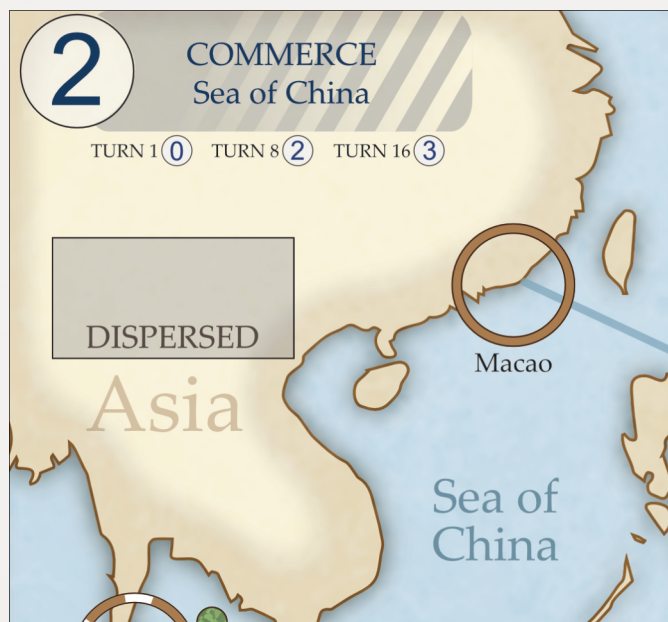 2
COMMERCE
Sea of China
TURN 1 0 TURN 8 2 TURN 16 3
DISPERSED
Macao
Asia
Sea of
China